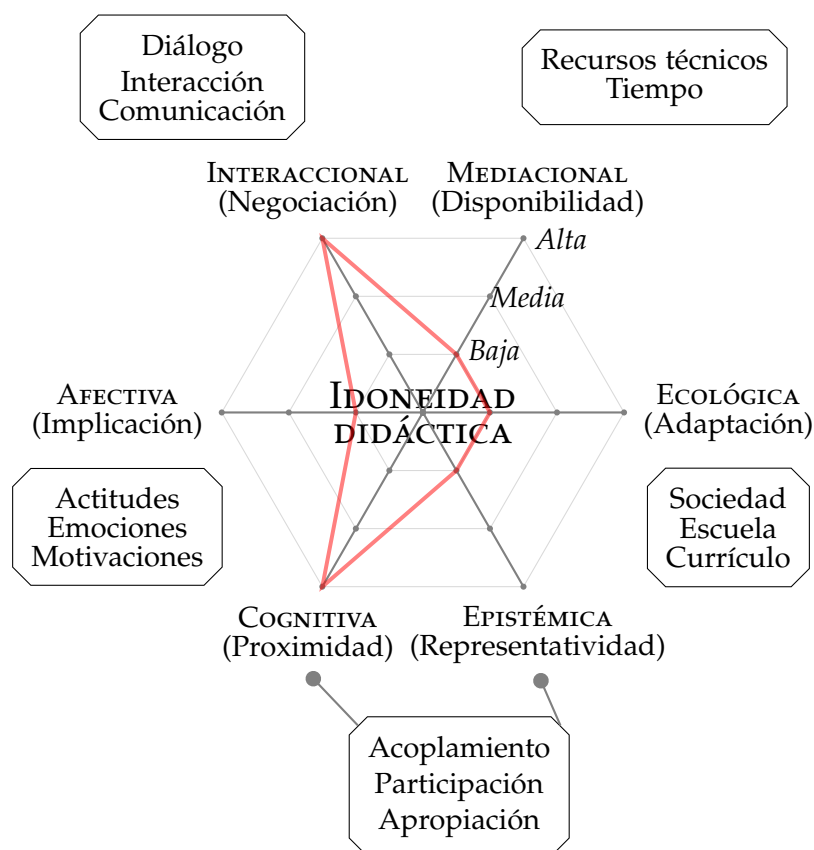 Diálogo
Interacción
Comunicación
Recursos técnicos
Tiempo
Interaccional
(Negociación)
Mediacional
(Disponibilidad)
Alta
Media
Baja
Idoneidad
didáctica
Afectiva
(Implicación)
Ecológica
(Adaptación)
Actitudes
Emociones
Motivaciones
Sociedad
Escuela
Currículo
Cognitiva
(Proximidad)
Epistémica
(Representatividad)
Acoplamiento
Participación
Apropiación